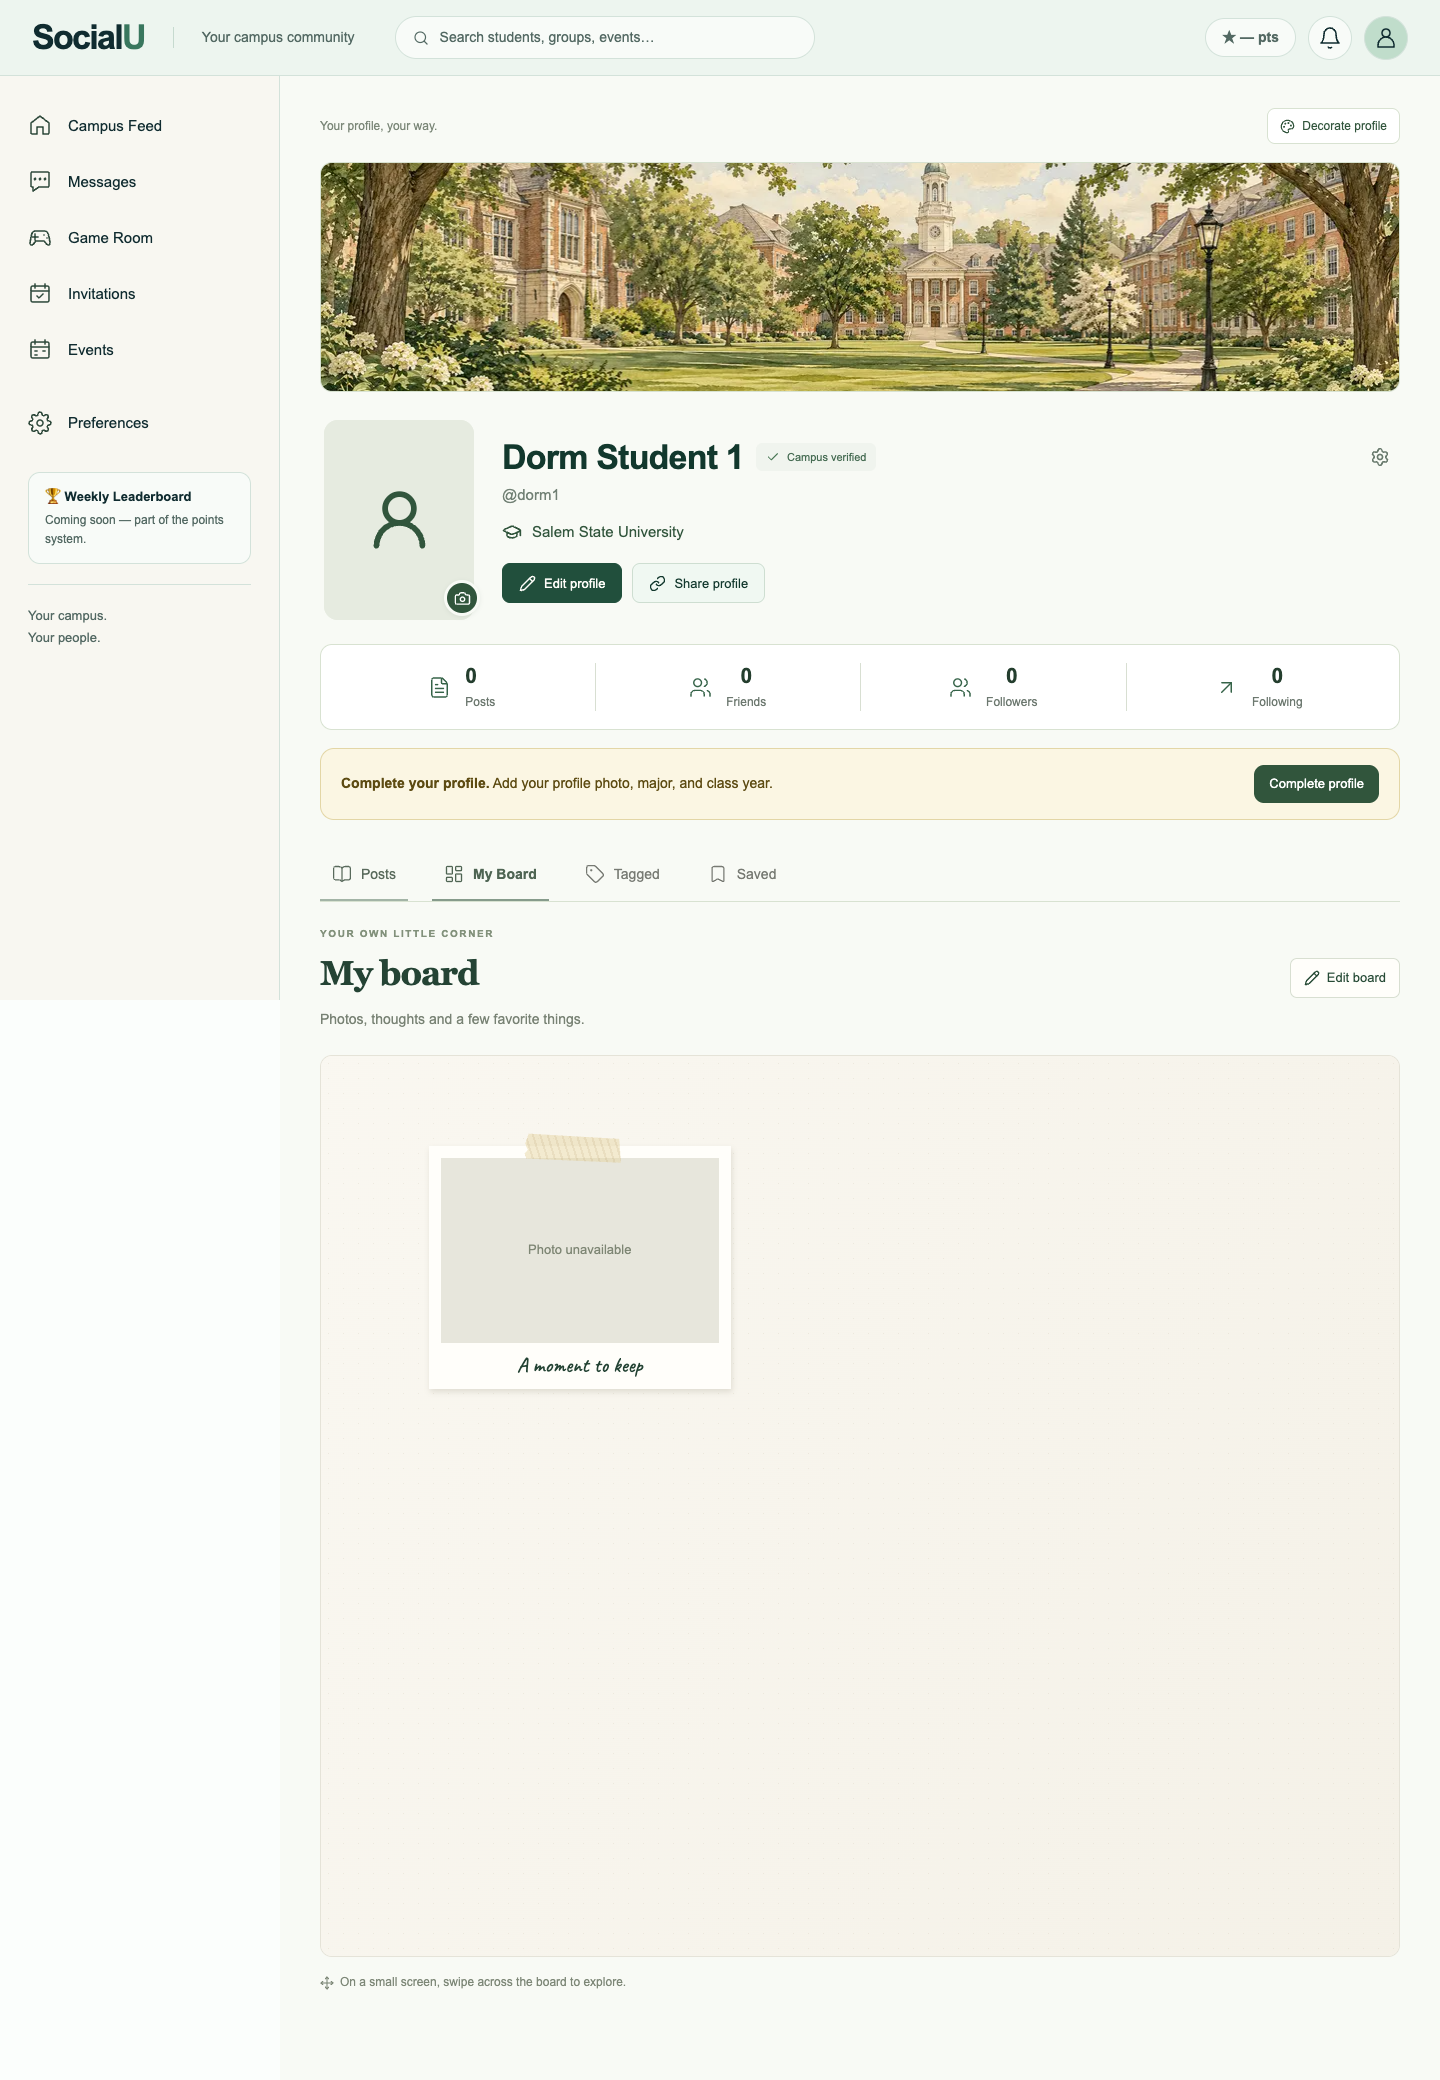 SocialU
Your campus community
Search students, groups, events…
★ — pts
Campus Feed
Messages
Game Room
Invitations
Events
Preferences
🏆 Weekly Leaderboard
Coming soon — part of the points
system.
Your campus.
Your people.
Your profile, your way.
Decorate profile
Dorm Student 1
Campus verified
@dorm1
Salem State University
Edit profile
Share profile
0
Posts
0
Friends
0
Followers
0
Following
Complete your profile. Add your profile photo, major, and class year.
Complete profile
Posts
My Board
Tagged
Saved
YOUR OWN LITTLE CORNER
My board
Edit board
Photos, thoughts and a few favorite things.
Photo unavailable
A moment to keep
On a small screen, swipe across the board to explore.